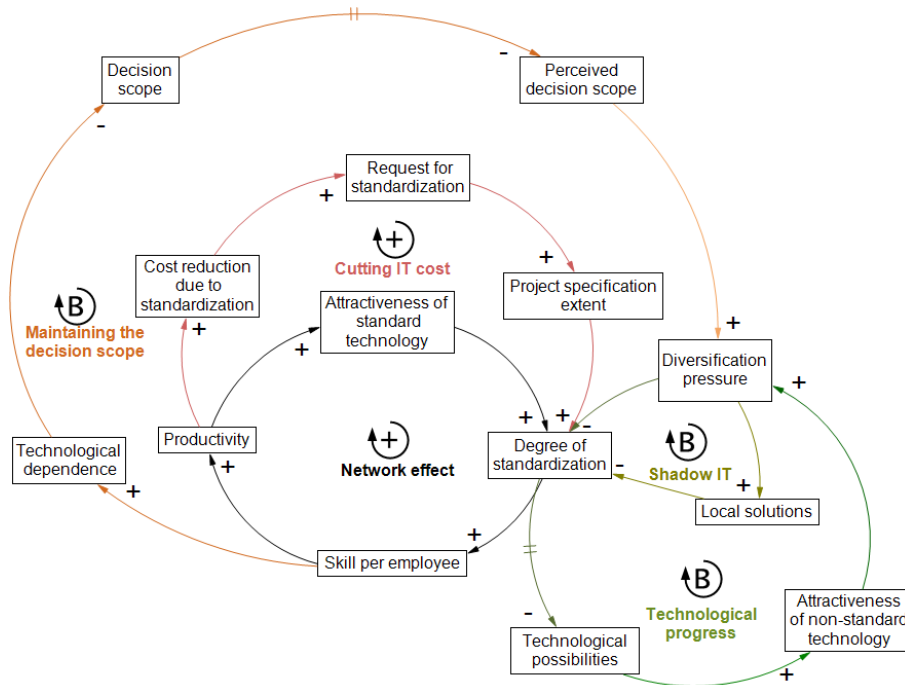 Decision
scope
-
-
Perceived
decision scope
-
Request for
standardization
+
+
+
Cutting IT cost
Cost reduction
due to
standardization
Project specification
extent
B
Maintaining the
decision scope
Attractiveness of
standard
technology
+
+
+
Diversification
pressure
+
+
+
-
Productivity
Technological
dependence
+
Network effect
Degree of
standardization
B
Shadow IT
-
+
Local solutions
+
+
+
Skill per employee
B
Technological
progress
Attractiveness
of non-standard
technology
-
Technological
possibilities
+